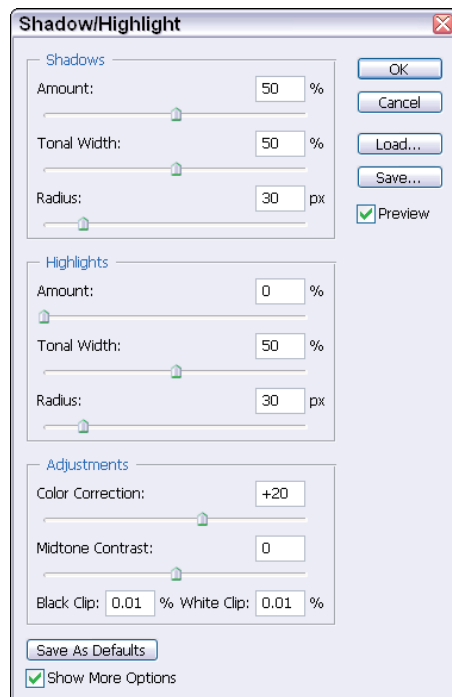 Shadow/Highlight
Shadows
Amount: 50 %
Tonal Width: 50 %
Radius: 30 px
OK
Cancel
Load...
Save...
Preview
Highlights
Amount: 0 %
Tonal Width: 50 %
Radius: 30 px
Adjustments
Color Correction: +20
Midtone Contrast: 0
Black Clip: 0.01 % White Clip: 0.01 %
Save As Defaults
Show More Options